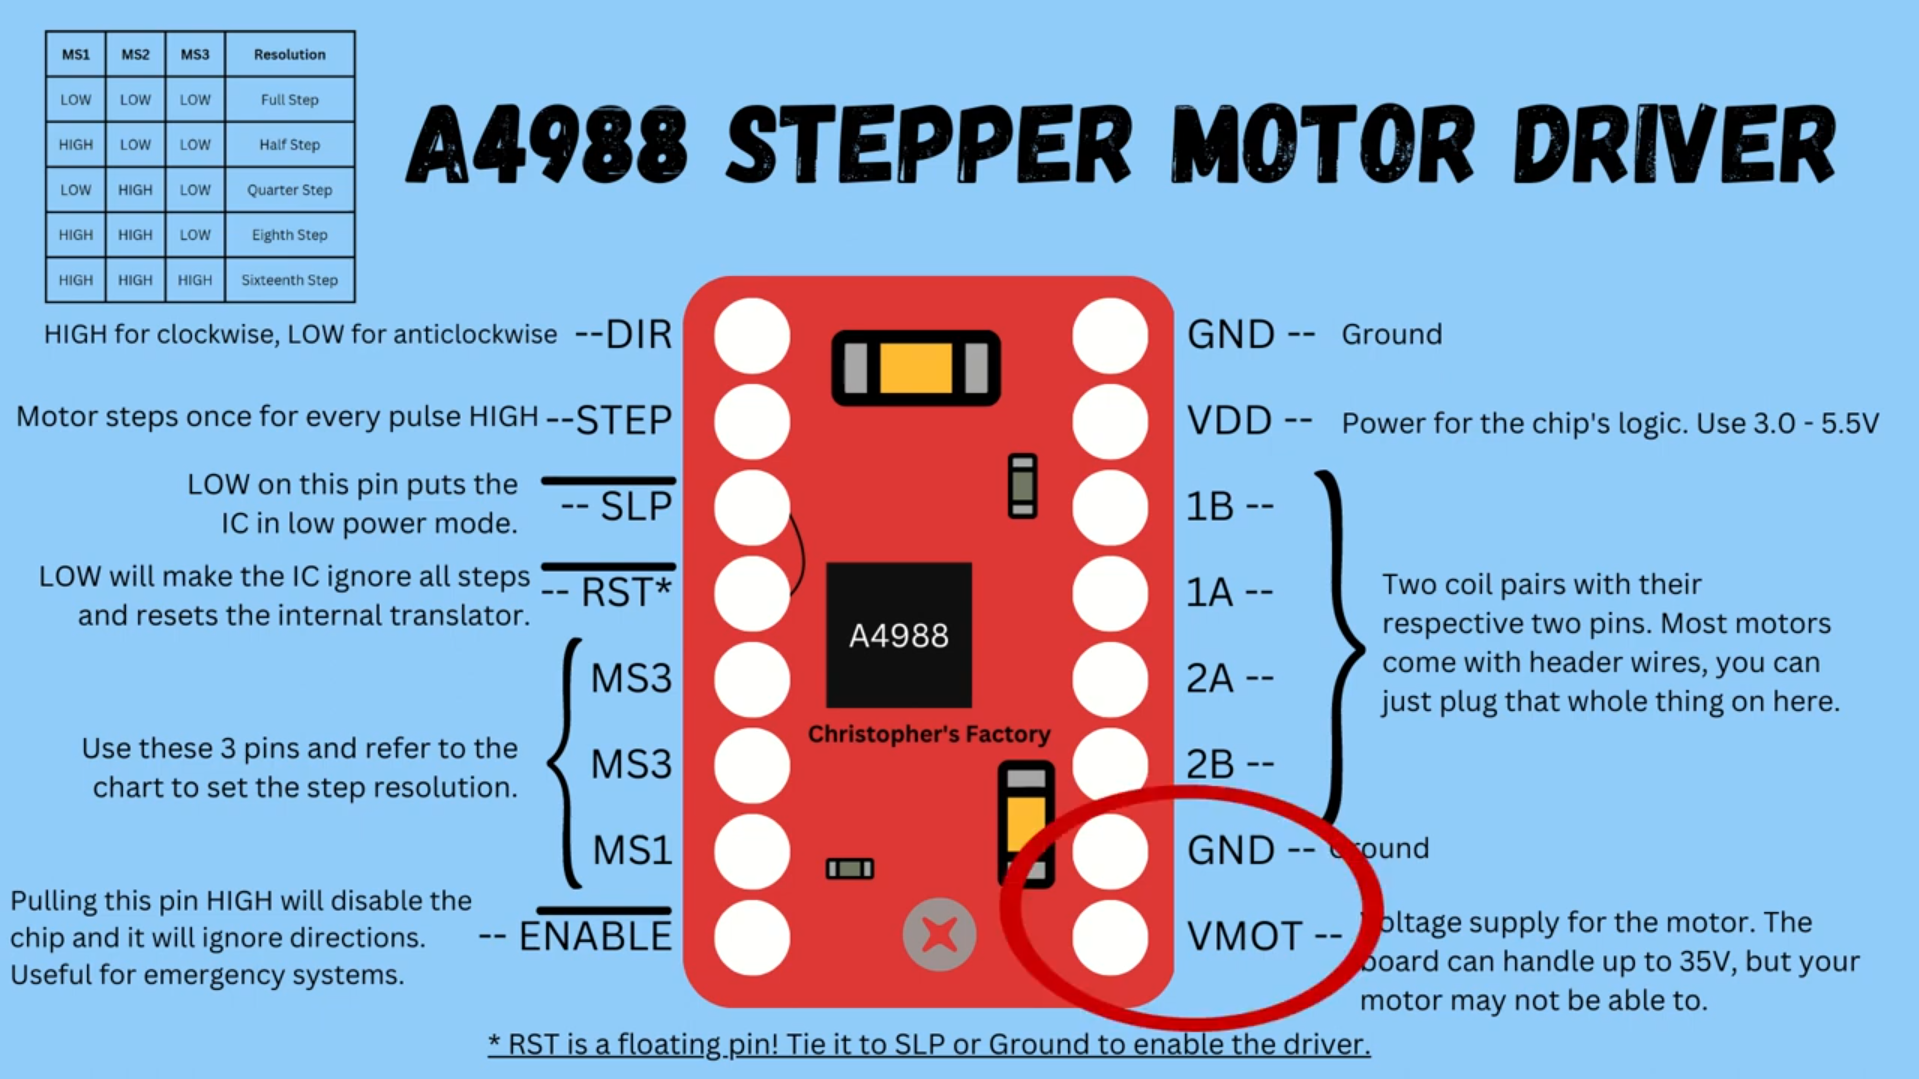 MS1 MS2 MS3 Resolution
LOW LOW LOW Full Step
HIGH LOW LOW Half Step
LOW HIGH LOW Quarter Step
HIGH HIGH LOW Eighth Step
HIGH HIGH HIGH Sixteenth Step
A4988 STEPPER MOTOR DRIVER
HIGH for clockwise, LOW for anticlockwise --DIR
Motor steps once for every pulse HIGH --STEP
LOW on this pin puts the
IC in low power mode.
-- SLP
LOW will make the IC ignore all steps
and resets the internal translator.
-- RST*
MS3
Use these 3 pins and refer to the
chart to set the step resolution.
MS3
MS1
Pulling this pin HIGH will disable the
chip and it will ignore directions.
Useful for emergency systems.
-- ENABLE
A4988
Christopher's Factory
GND -- Ground
VDD -- Power for the chip's logic. Use 3.0 - 5.5V
1B --
1A --
2A --
2B --
Two coil pairs with their
respective two pins. Most motors
come with header wires, you can
just plug that whole thing on here.
GND -- Ground
VMOT -- Voltage supply for the motor. The
board can handle up to 35V, but your
motor may not be able to.
* RST is a floating pin! Tie it to SLP or Ground to enable the driver.